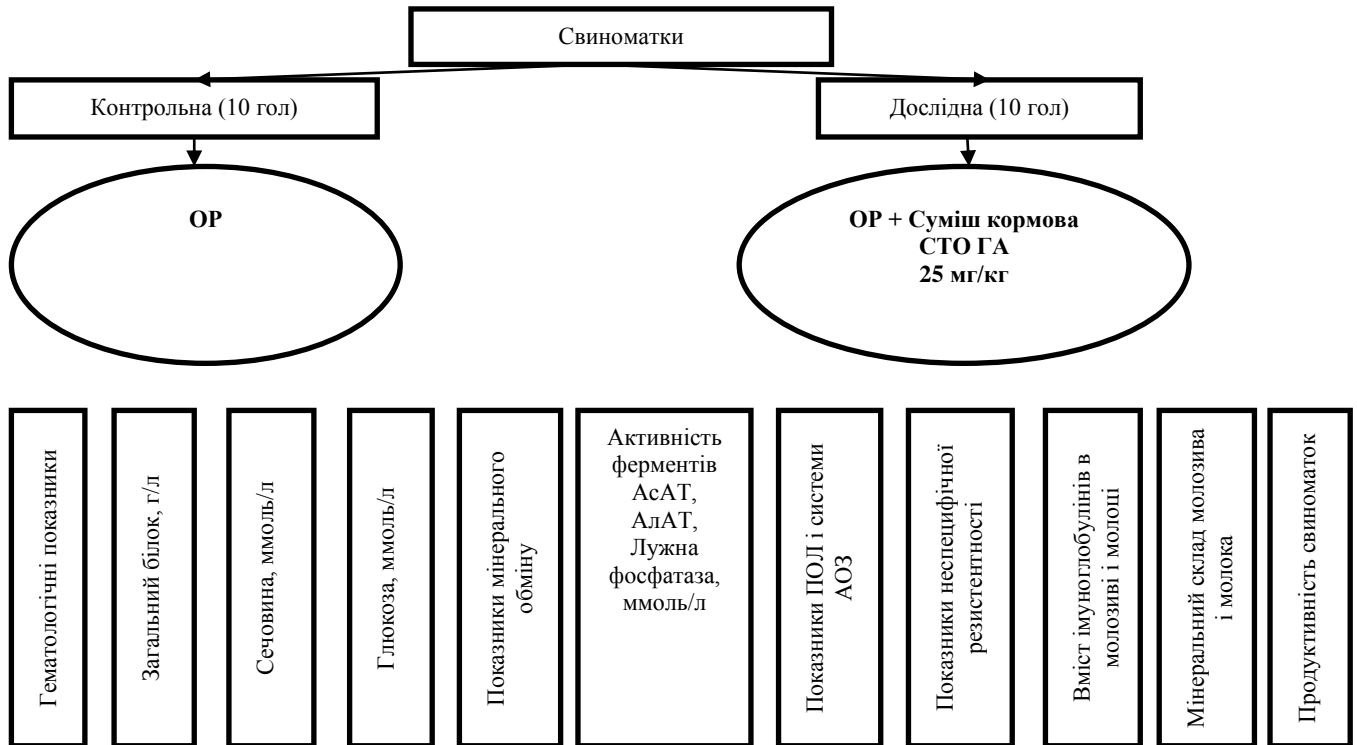 Свиноматки
Контрольна (10 гол)
Дослідна (10 гол)
ОР
ОР + Суміш кормова
СТО ГА
25 мг/кг
Гематологічні показники
Загальний білок, г/л
Сечовина, ммоль/л
Глюкоза, ммоль/л
Показники мінерального
обміну
Активність
ферментів
АсАТ,
АлАТ,
Лужна
фосфатаза,
ммоль/л
Показники ПОЛ і системи
АОЗ
Показники неспецифічної
резистентності
Вміст імуноглобулінів в
молозиві і молоці
Мінеральний склад молозива
і молока
Продуктивність свиноматок